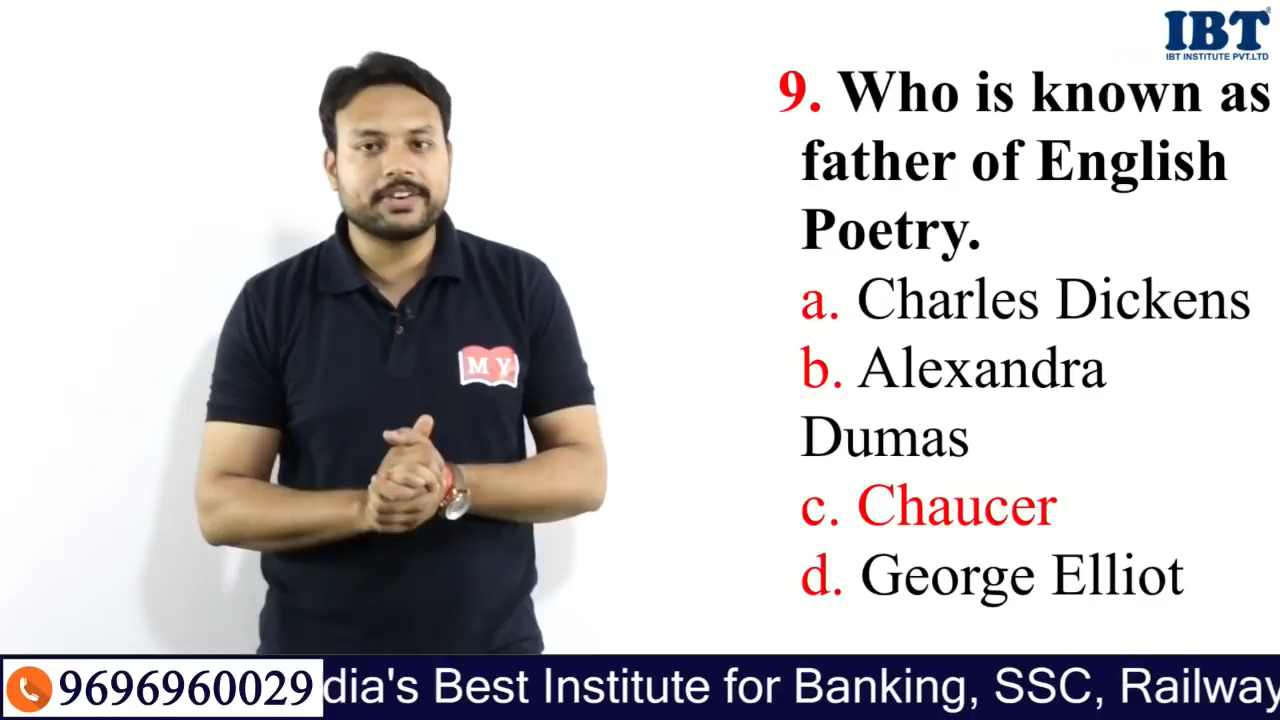 IBT
IBT INSTITUTE PVT.LTD
9. Who is known as
father of English
Poetry.
a. Charles Dickens
b. Alexandra
Dumas
c. Chaucer
d. George Elliot
M Y
9696960029 dia's Best Institute for Banking, SSC, Railway